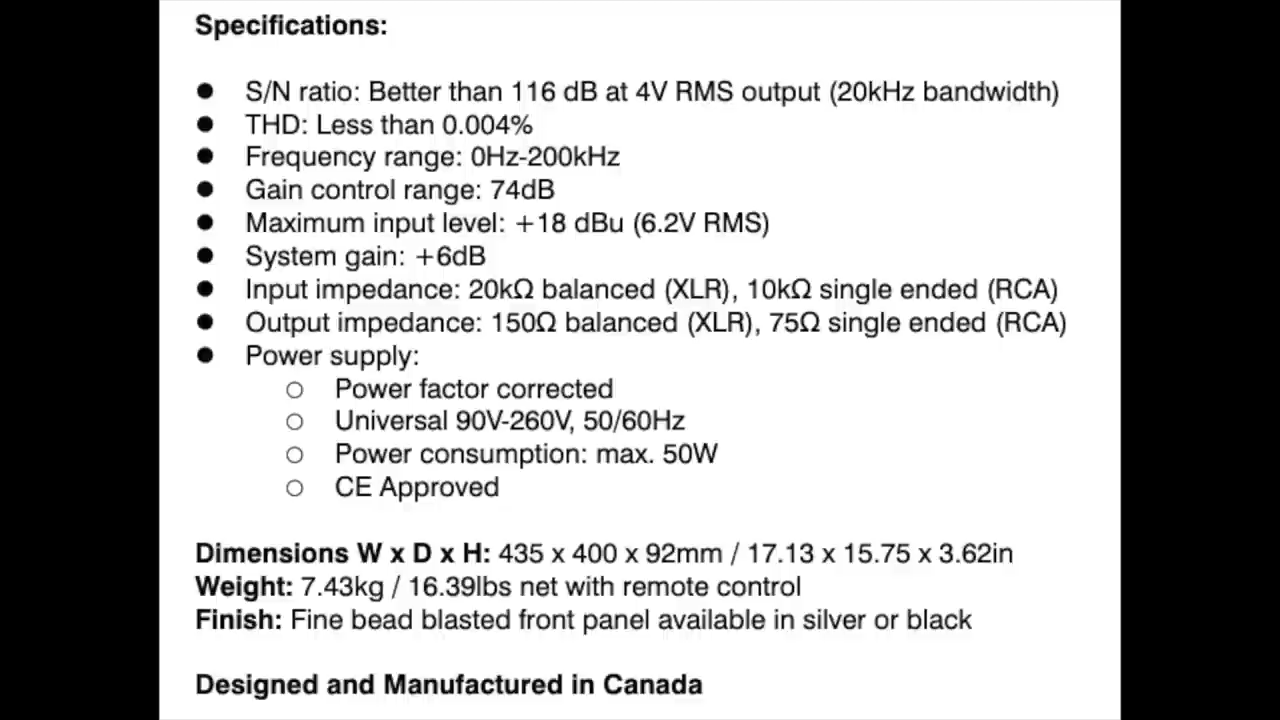 Specifications:
● S/N ratio: Better than 116 dB at 4V RMS output (20kHz bandwidth)
● THD: Less than 0.004%
● Frequency range: 0Hz-200kHz
● Gain control range: 74dB
● Maximum input level: +18 dBu (6.2V RMS)
● System gain: +6dB
● Input impedance: 20kΩ balanced (XLR), 10kΩ single ended (RCA)
● Output impedance: 150Ω balanced (XLR), 75Ω single ended (RCA)
● Power supply:
○ Power factor corrected
○ Universal 90V-260V, 50/60Hz
○ Power consumption: max. 50W
○ CE Approved
Dimensions W x D x H: 435 x 400 x 92mm / 17.13 x 15.75 x 3.62in
Weight: 7.43kg / 16.39lbs net with remote control
Finish: Fine bead blasted front panel available in silver or black
Designed and Manufactured in Canada